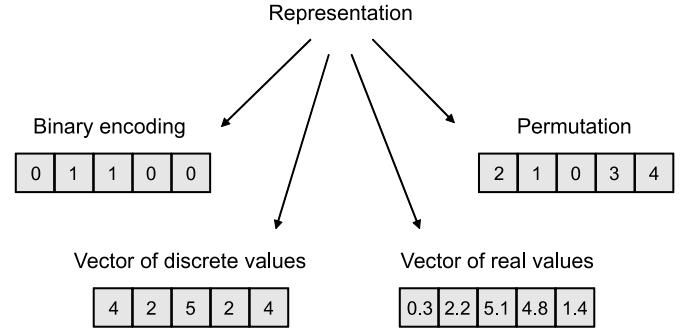 Representation
Binary encoding
0 1 1 0 0
Permutation
2 1 0 3 4
Vector of discrete values
4 2 5 2 4
Vector of real values
0.3 2.2 5.1 4.8 1.4